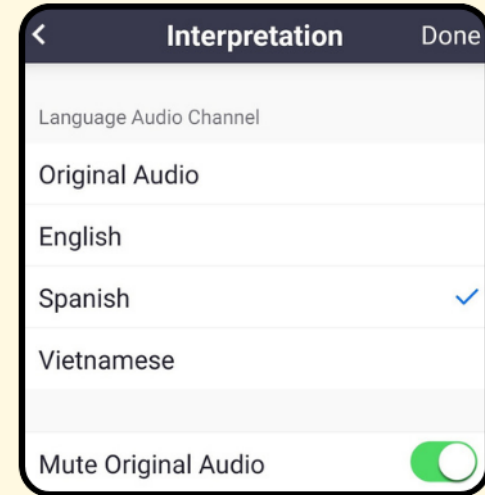 Interpretation Done
Language Audio Channel
Original Audio
English
Spanish
Vietnamese
Mute Original Audio